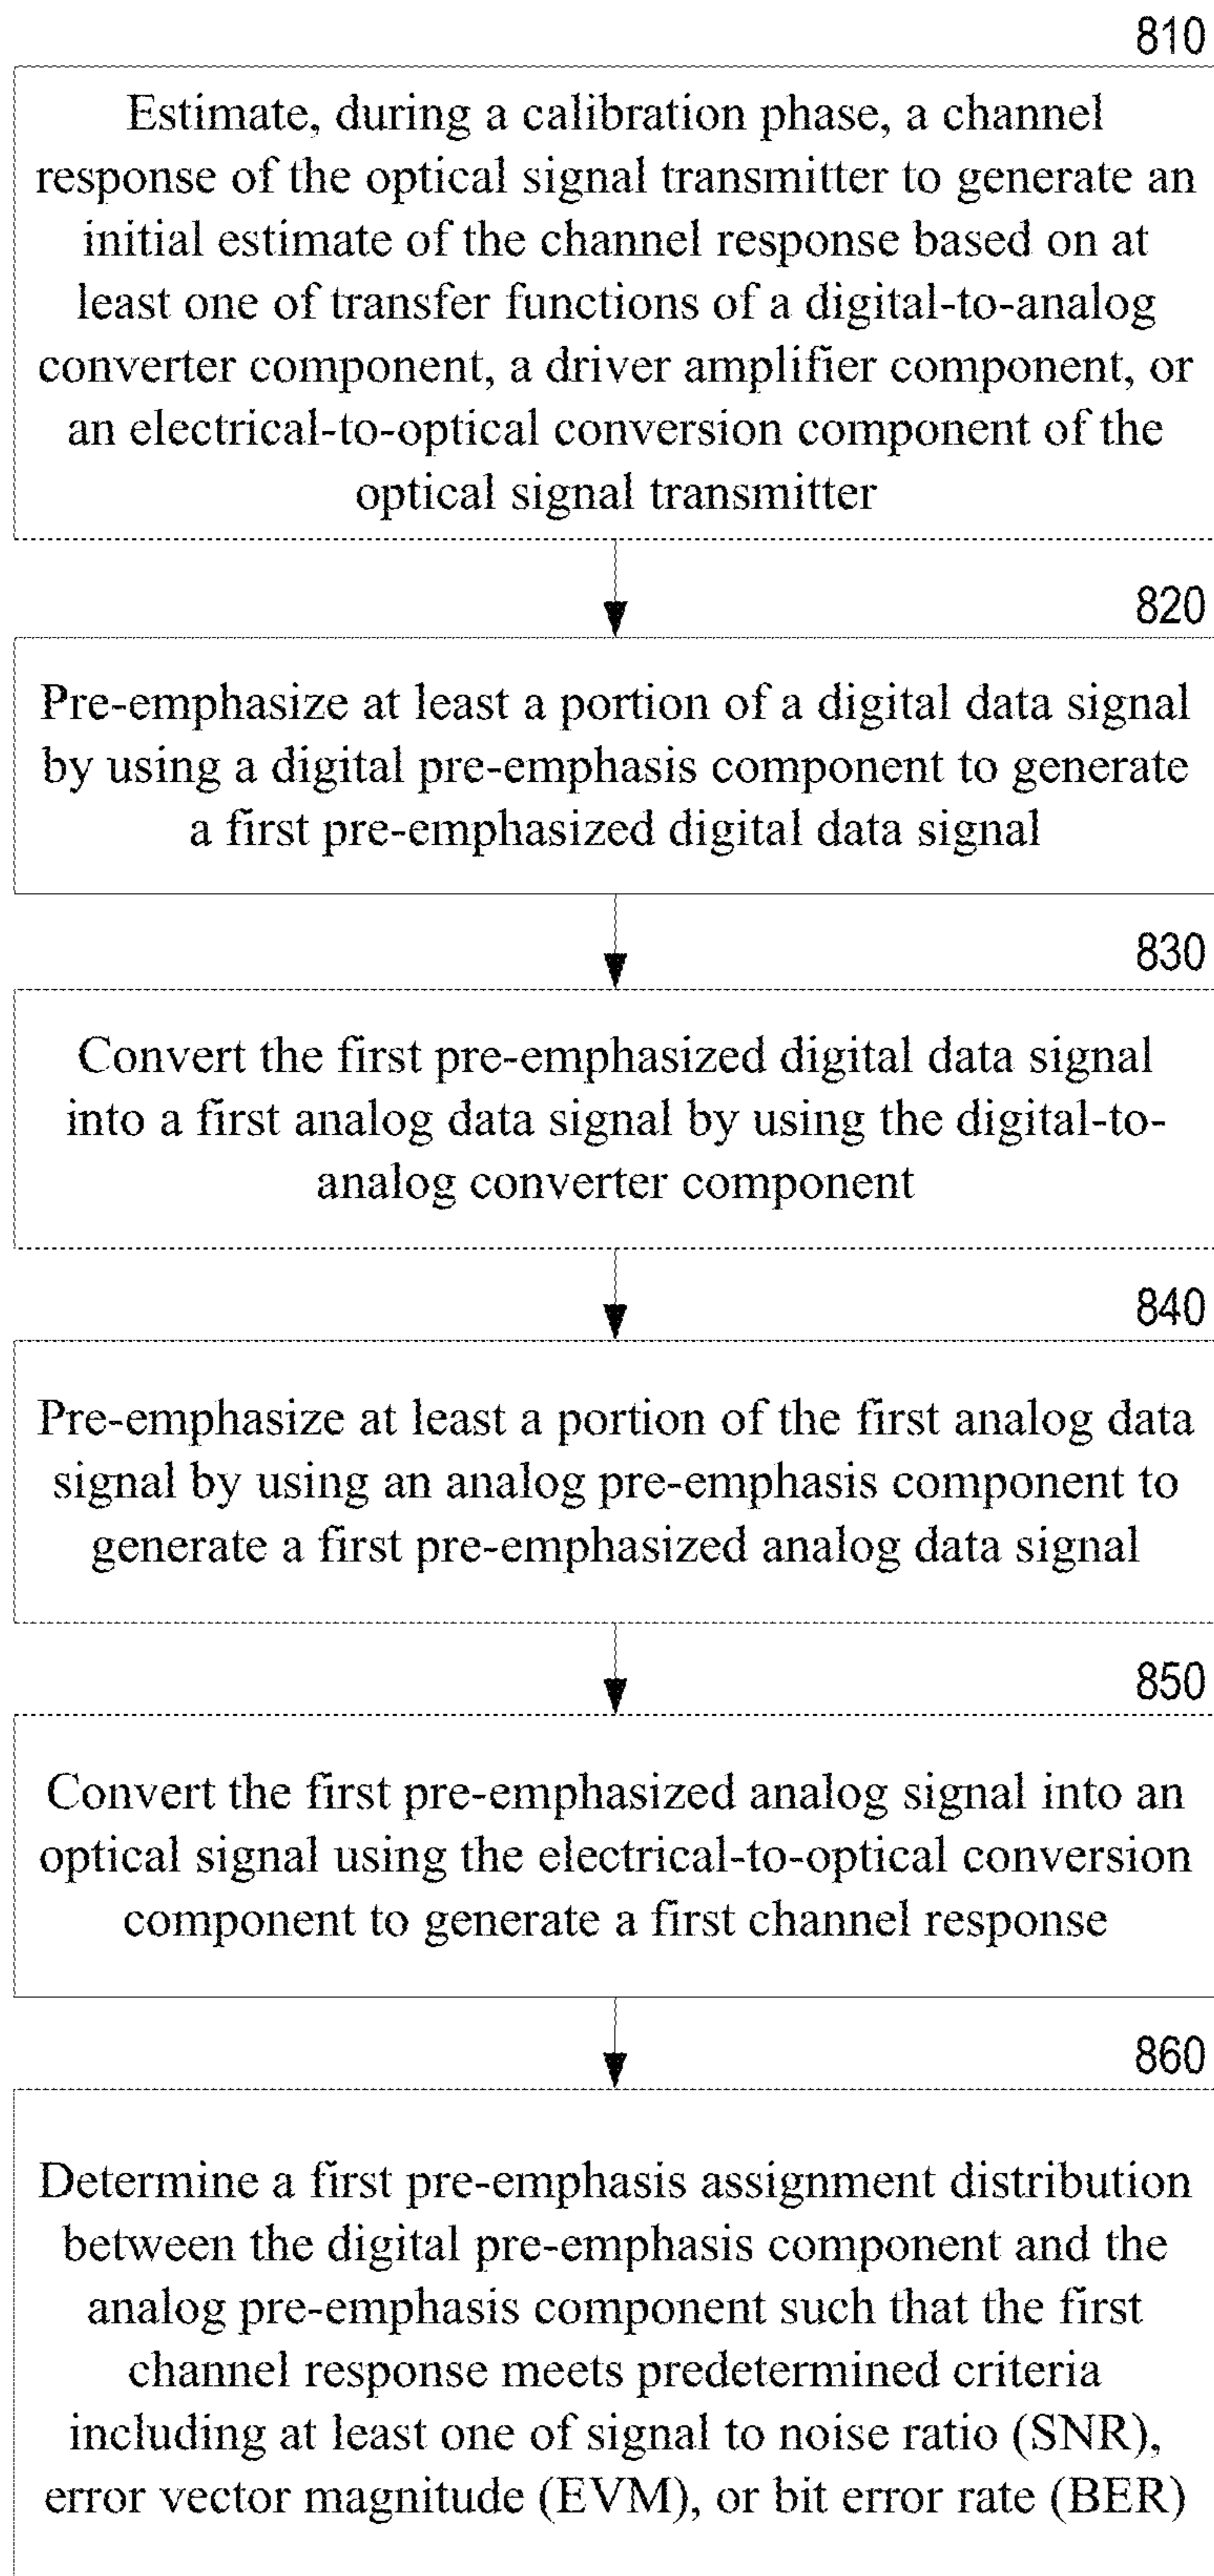 810
Estimate, during a calibration phase, a channel
response of the optical signal transmitter to generate an
initial estimate of the channel response based on at
least one of transfer functions of a digital-to-analog
converter component, a driver amplifier component, or
an electrical-to-optical conversion component of the
optical signal transmitter
820
Pre-emphasize at least a portion of a digital data signal
by using a digital pre-emphasis component to generate
a first pre-emphasized digital data signal
830
Convert the first pre-emphasized digital data signal
into a first analog data signal by using the digital-to-
analog converter component
840
Pre-emphasize at least a portion of the first analog data
signal by using an analog pre-emphasis component to
generate a first pre-emphasized analog data signal
850
Convert the first pre-emphasized analog signal into an
optical signal using the electrical-to-optical conversion
component to generate a first channel response
860
Determine a first pre-emphasis assignment distribution
between the digital pre-emphasis component and the
analog pre-emphasis component such that the first
channel response meets predetermined criteria
including at least one of signal to noise ratio (SNR),
error vector magnitude (EVM), or bit error rate (BER)